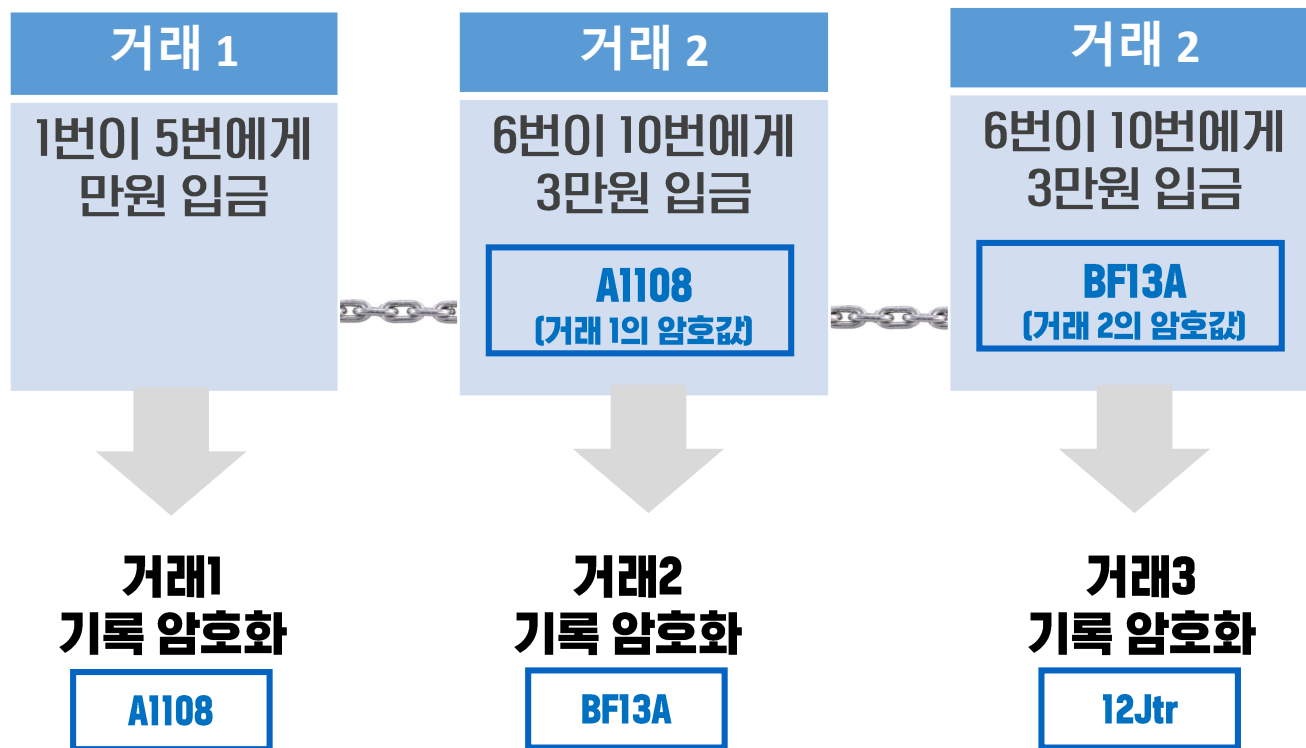 거래 1
1번이 5번에게
만원 입금
거래1
기록 암호화
A1108
거래 2
6번이 10번에게
3만원 입금
A1108
(거래 1의 암호값)
거래2
기록 암호화
BF13A
거래 2
6번이 10번에게
3만원 입금
BF13A
(거래 2의 암호값)
거래3
기록 암호화
12Jtr